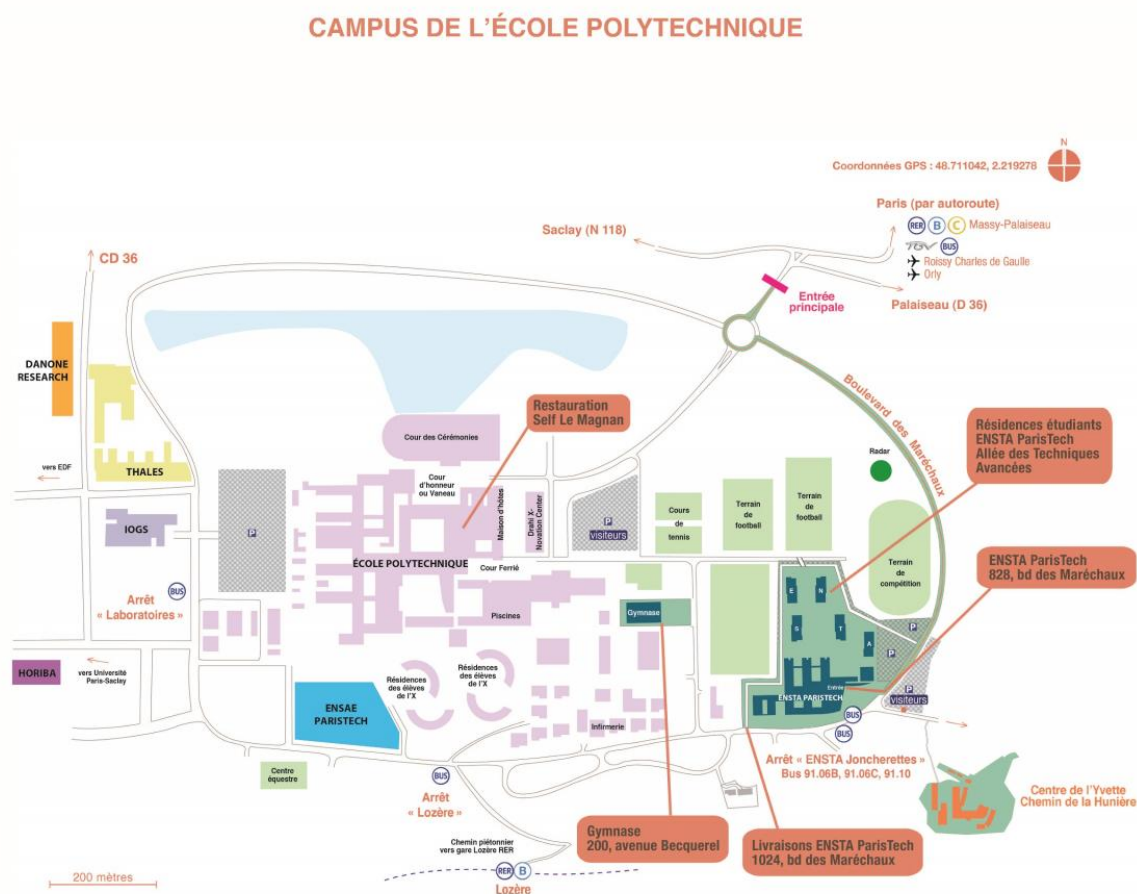 CAMPUS DE L'ÉCOLE POLYTECHNIQUE
N
Coordonnées GPS : 48.711042, 2.219278
Paris (par autoroute)
RER B C Massy-Palaiseau
TGV BUS
Roissy Charles de Gaulle
Orly
Saclay (N 118)
Palaiseau (D 36)
Entrée
principale
CD 36
DANONE
RESEARCH
THALES
vers EDF
IOGS
BUS
Arrêt
« Laboratoires »
HORIBA
vers Université
Paris-Saclay
P
Restauration
Self Le Magnan
Cour des Cérémonies
Cour
d'honneur
ou Vaneau
Maison d'hôtes
Drahi X-
Novation Center
ÉCOLE POLYTECHNIQUE
Cour Ferrié
Piscines
P
visiteurs
Cours
de
tennis
Terrain
de
football
Terrain
de
football
Radar
Boulevard des Maréchaux
Terrain
de
compétition
Résidences étudiants
ENSTA ParisTech
Allée des Techniques
Avancées
ENSTA ParisTech
828, bd des Maréchaux
Gymnase
E
N
S
T
A
P
P
visiteurs
Entrée
ENSTA PARISTECH
Résidences
des élèves
de l'X
Résidences
des élèves
de l'X
ENSAE
PARISTECH
Infirmerie
BUS
BUS
Arrêt « ENSTA Joncherettes »
Bus 91.06B, 91.06C, 91.10
Centre
équestre
BUS
Arrêt
« Lozère »
Centre de l'Yvette
Chemin de la Hunière
Gymnase
200, avenue Becquerel
Livraisons ENSTA ParisTech
1024, bd des Maréchaux
Chemin piétonnier
vers gare Lozère RER
RER B
Lozère
200 mètres